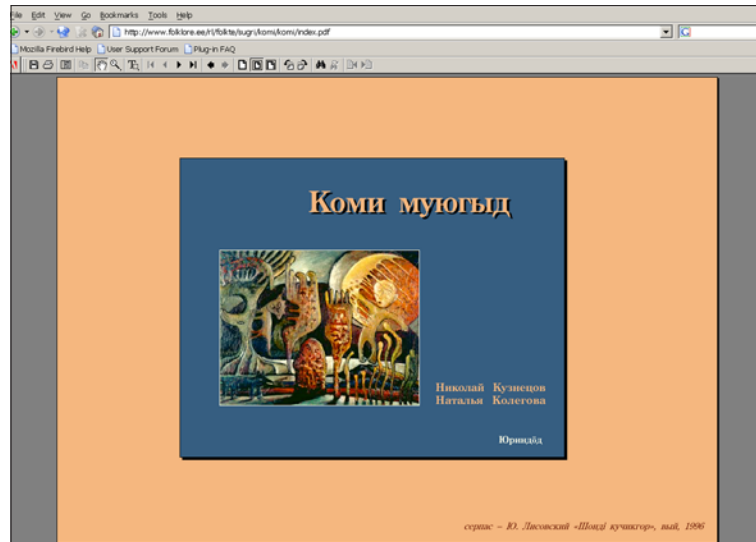 File Edit View Go Bookmarks Tools Help
http://www.folklore.ee/rl/folkte/sugri/komi/komi/index.pdf
Mozilla Firebird Help User Support Forum Plug-in FAQ
Коми муюгыд
Николай Кузнецов
Наталья Колегова
Юриндӧд
серпас – Ю. Лисовский «Шонді кучикгор», вый, 1996